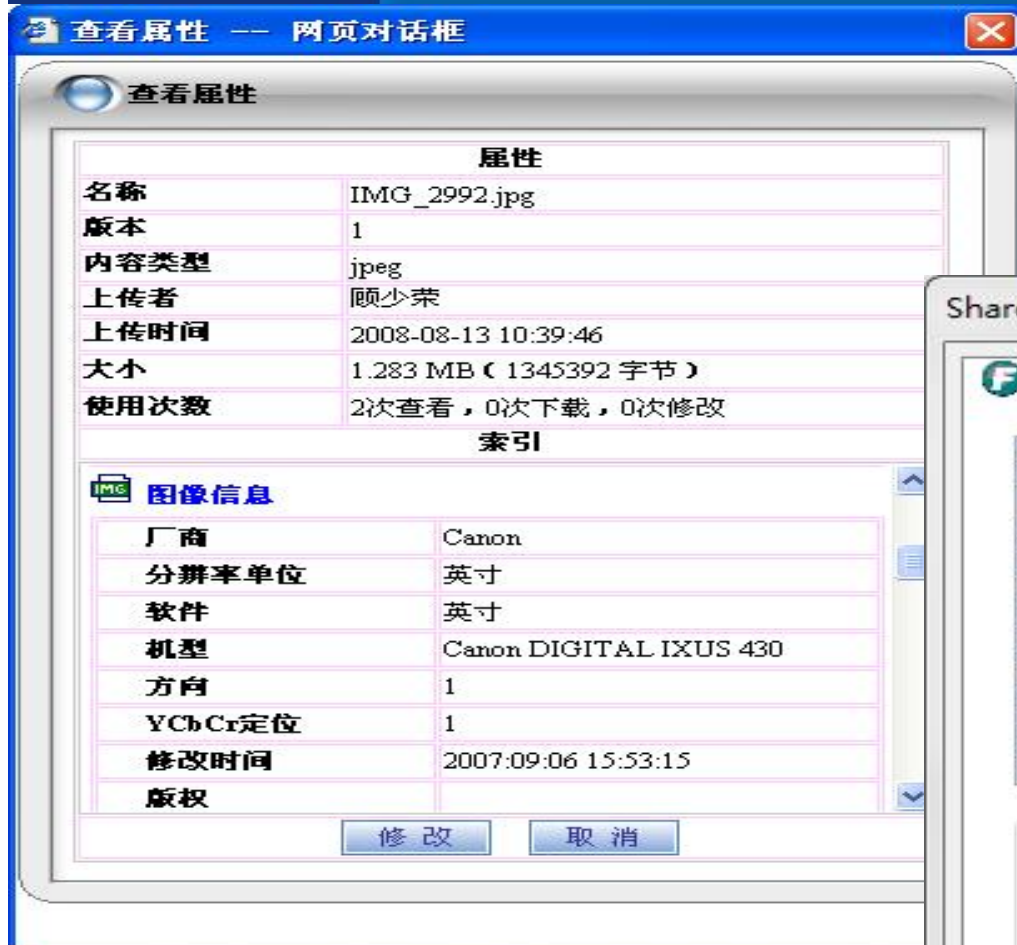 查看属性 -- 网页对话框
查看属性
属性
名称 IMG_2992.jpg
版本 1
内容类型 jpeg
上传者 顾少荣
上传时间 2008-08-13 10:39:46
大小 1.283 MB ( 1345392 字节 )
使用次数 2次查看，0次下载，0次修改
索引
IMG 图像信息
厂商 Canon
分辨率单位 英寸
软件 英寸
机型 Canon DIGITAL IXUS 430
方向 1
YCbCr定位 1
修改时间 2007:09:06 15:53:15
版权
修 改 取 消
Shar
F